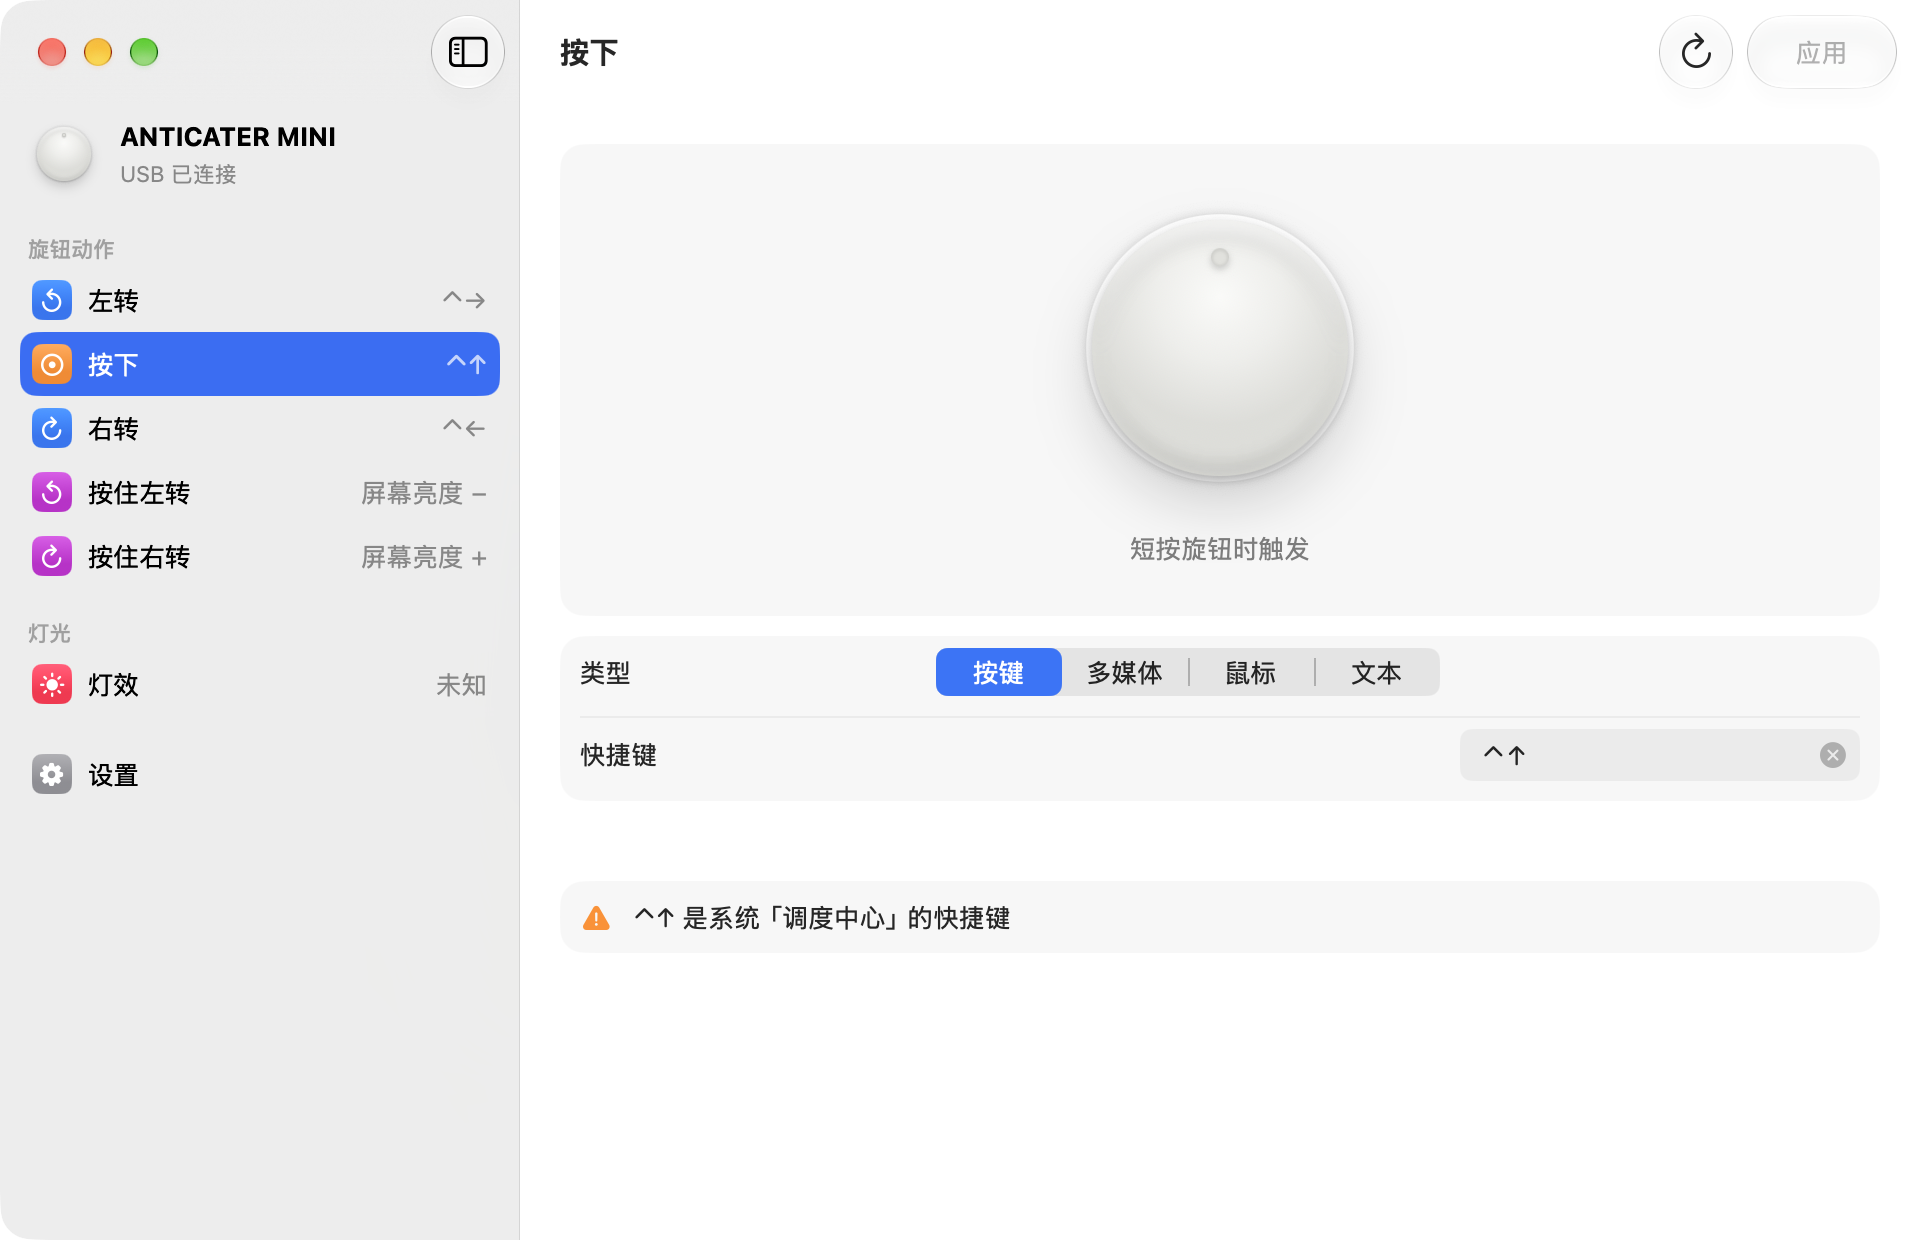 按下
应用
ANTICATER MINI
USB 已连接
旋钮动作
左转 ^→
按下 ^↑
右转 ^←
按住左转 屏幕亮度 −
按住右转 屏幕亮度 +
灯光
灯效 未知
设置
短按旋钮时触发
类型 按键 多媒体 鼠标 文本
快捷键 ^↑
^↑ 是系统「调度中心」的快捷键